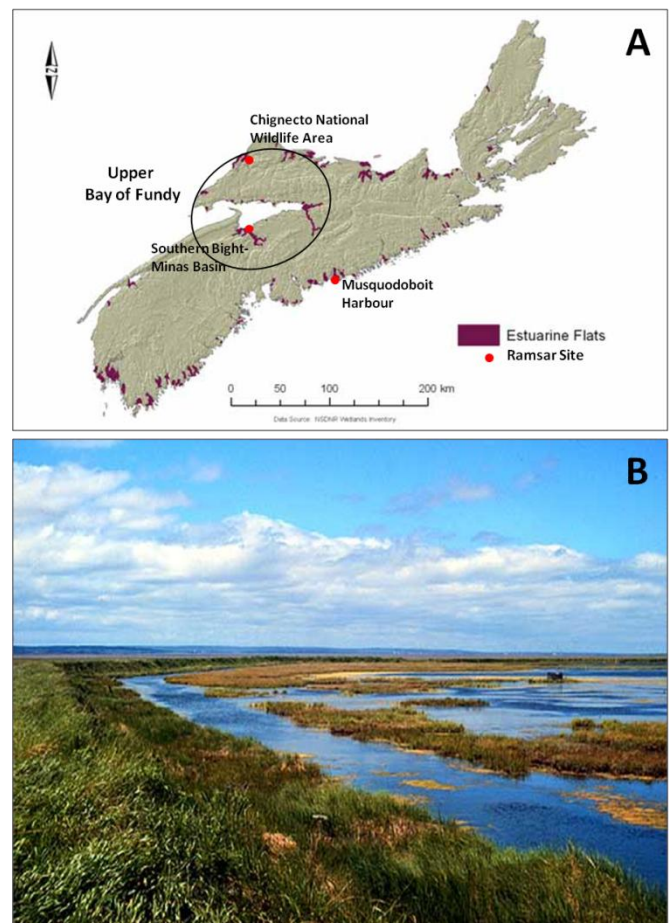 A
N
Chignecto National
Wildlife Area
Upper
Bay of Fundy
Southern Bight-
Minas Basin
Musquodoboit
Harbour
Estuarine Flats
Ramsar Site
0 50 100 200 km
Data Source : NSDNR Wetlands Inventory
B